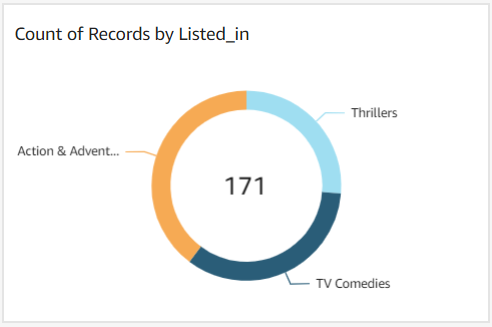 Count of Records by Listed_in
Thrillers
Action & Advent...
171
TV Comedies